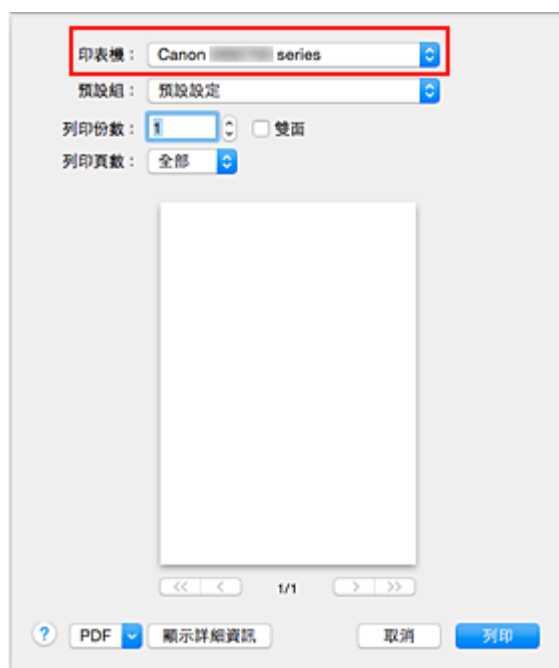 印表機： Canon series
預設組： 預設設定
列印份數： 1 雙面
列印頁數： 全部
<< < 1/1 > >>
? PDF 顯示詳細資訊 取消 列印